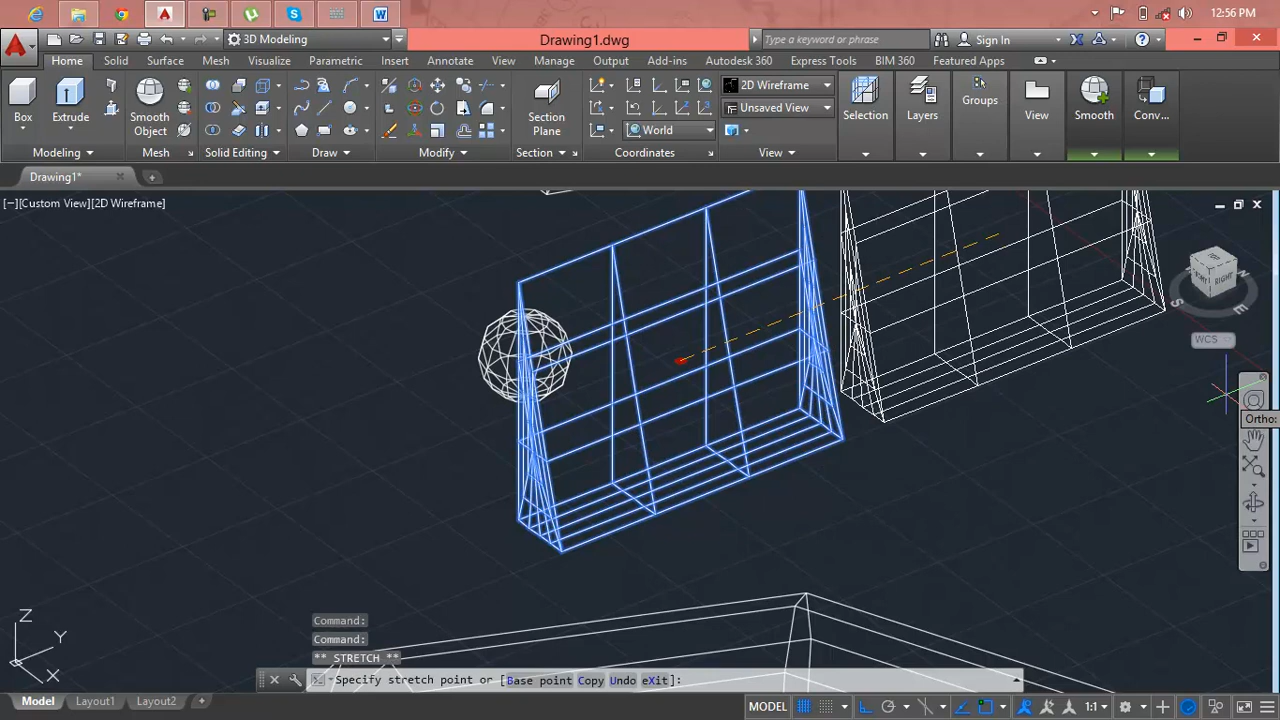 12:56 PM
3D Modeling
Drawing1.dwg
Type a keyword or phrase
Sign In
Home Solid Surface Mesh Visualize Parametric Insert Annotate View Manage Output Add-ins Autodesk 360 Express Tools BIM 360 Featured Apps
2D Wireframe
Unsaved View
World
Box Extrude Smooth Object Section Plane Selection Layers Groups View Smooth Conv...
Modeling Mesh Solid Editing Draw Modify Section Coordinates View
Drawing1*
[−][Custom View][2D Wireframe]
RIGHT
S
E
N
WCS
Ortho:
Z
Y
X
Command:
Command:
** STRETCH **
Specify stretch point or [Base point Copy Undo eXit]:
Model Layout1 Layout2
MODEL
1:1